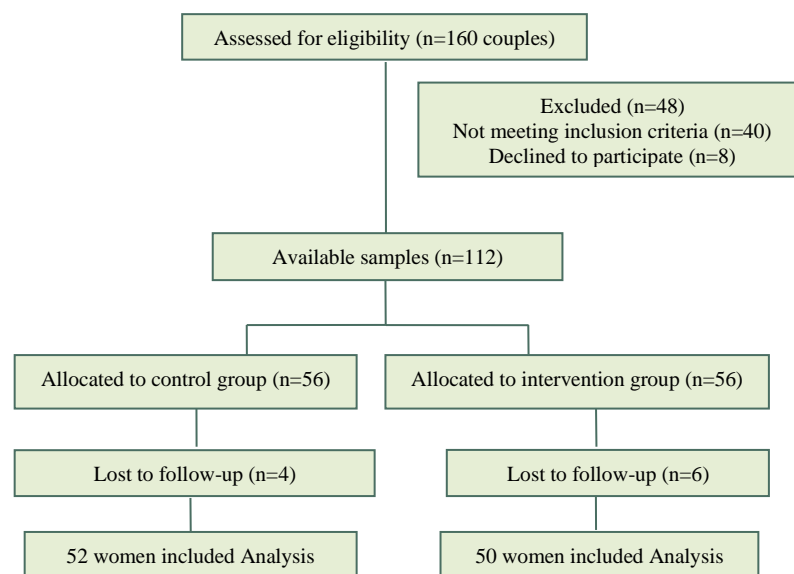 Assessed for eligibility (n=160 couples)
Excluded (n=48)
Not meeting inclusion criteria (n=40)
Declined to participate (n=8)
Available samples (n=112)
Allocated to control group (n=56)
Allocated to intervention group (n=56)
Lost to follow-up (n=4)
Lost to follow-up (n=6)
52 women included Analysis
50 women included Analysis